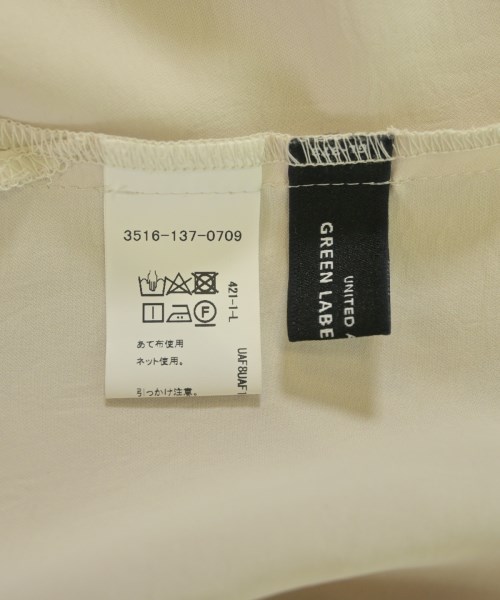 3516-137-0709
あて布使用
ネット使用。
引っかけ注意。
421-1-L
UAF8UAF1
UNITED A
GREEN LABE